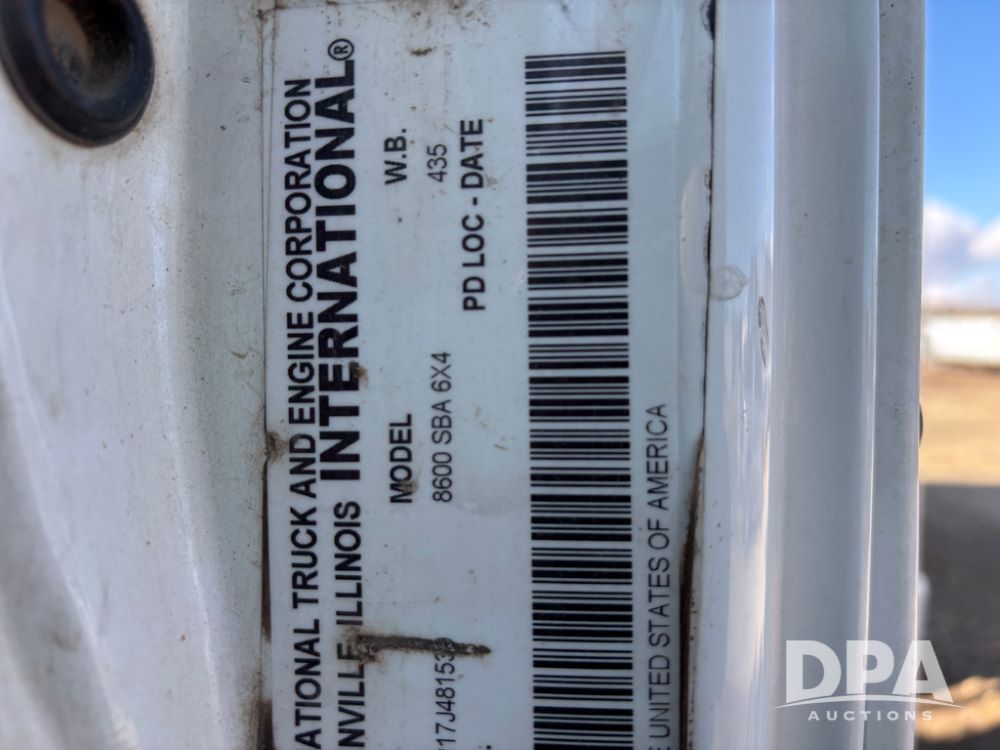 ATIONAL TRUCK AND ENGINE CORPORATION
NVILLE ILLINOIS INTERNATIONAL®
MODEL W.B.
8600 SBA 6X4 435
PD LOC - DATE
UNITED STATES OF AMERICA
DPA
AUCTIONS